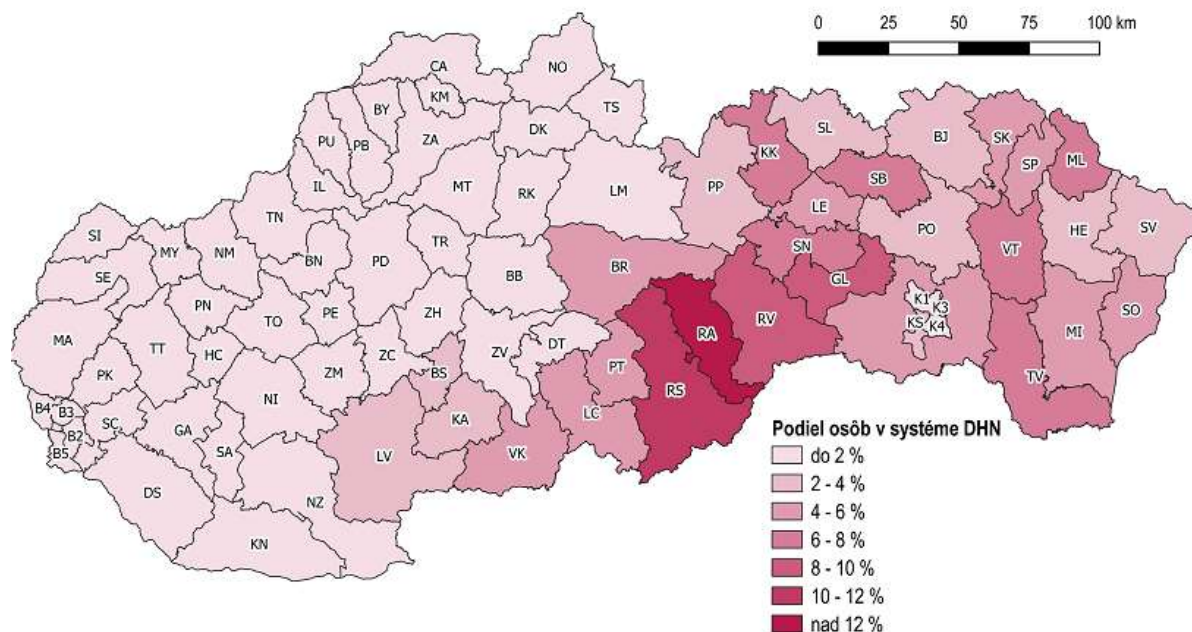 0 25 50 75 100 km
CA
NO
KM
TS
BY
PU
PB
ZA
DK
SL
BJ
SK
SP
ML
KK
PP
SB
IL
MT
RK
LM
LE
TN
PO
HE
SV
SI
MY
NM
TR
SN
VT
BN
PD
BB
BR
SE
GL
PN
PE
ZH
K1
K3
KS
K4
SO
MA
TT
TO
HC
ZC
ZV
DT
RA
RV
MI
PK
ZM
BS
PT
RS
TV
NI
B4
B3
SC
B2
B5
GA
SA
KA
LC
LV
VK
DS
NZ
KN
Podiel osôb v systéme DHN
do 2 %
2 - 4 %
4 - 6 %
6 - 8 %
8 - 10 %
10 - 12 %
nad 12 %